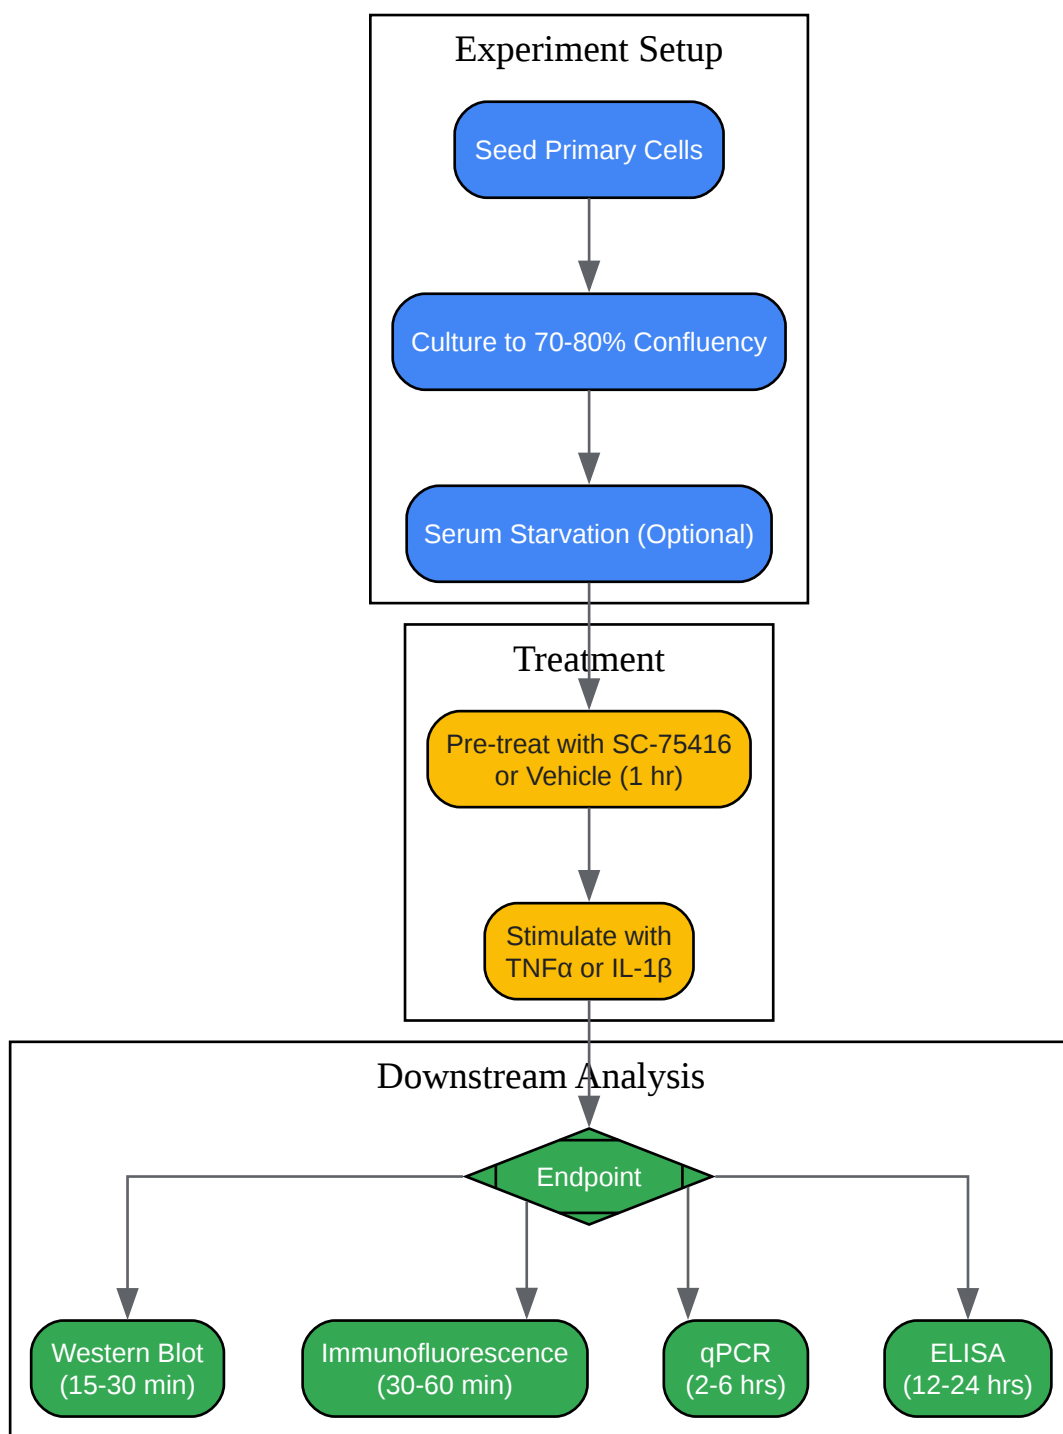 Experiment Setup
Seed Primary Cells
Culture to 70-80% Confluency
Serum Starvation (Optional)
Treatment
Pre-treat with SC-75416
or Vehicle (1 hr)
Stimulate with
TNFα or IL-1β
Downstream Analysis
Endpoint
Western Blot
(15-30 min)
Immunofluorescence
(30-60 min)
qPCR
(2-6 hrs)
ELISA
(12-24 hrs)